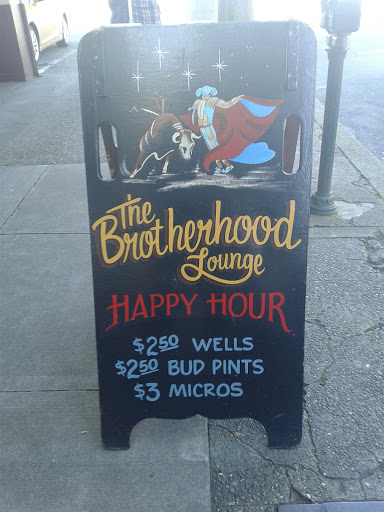 The
Brotherhood
Lounge
HAPPY HOUR
$2.50 WELLS
$2.50 BUD PINTS
$3 MICROS